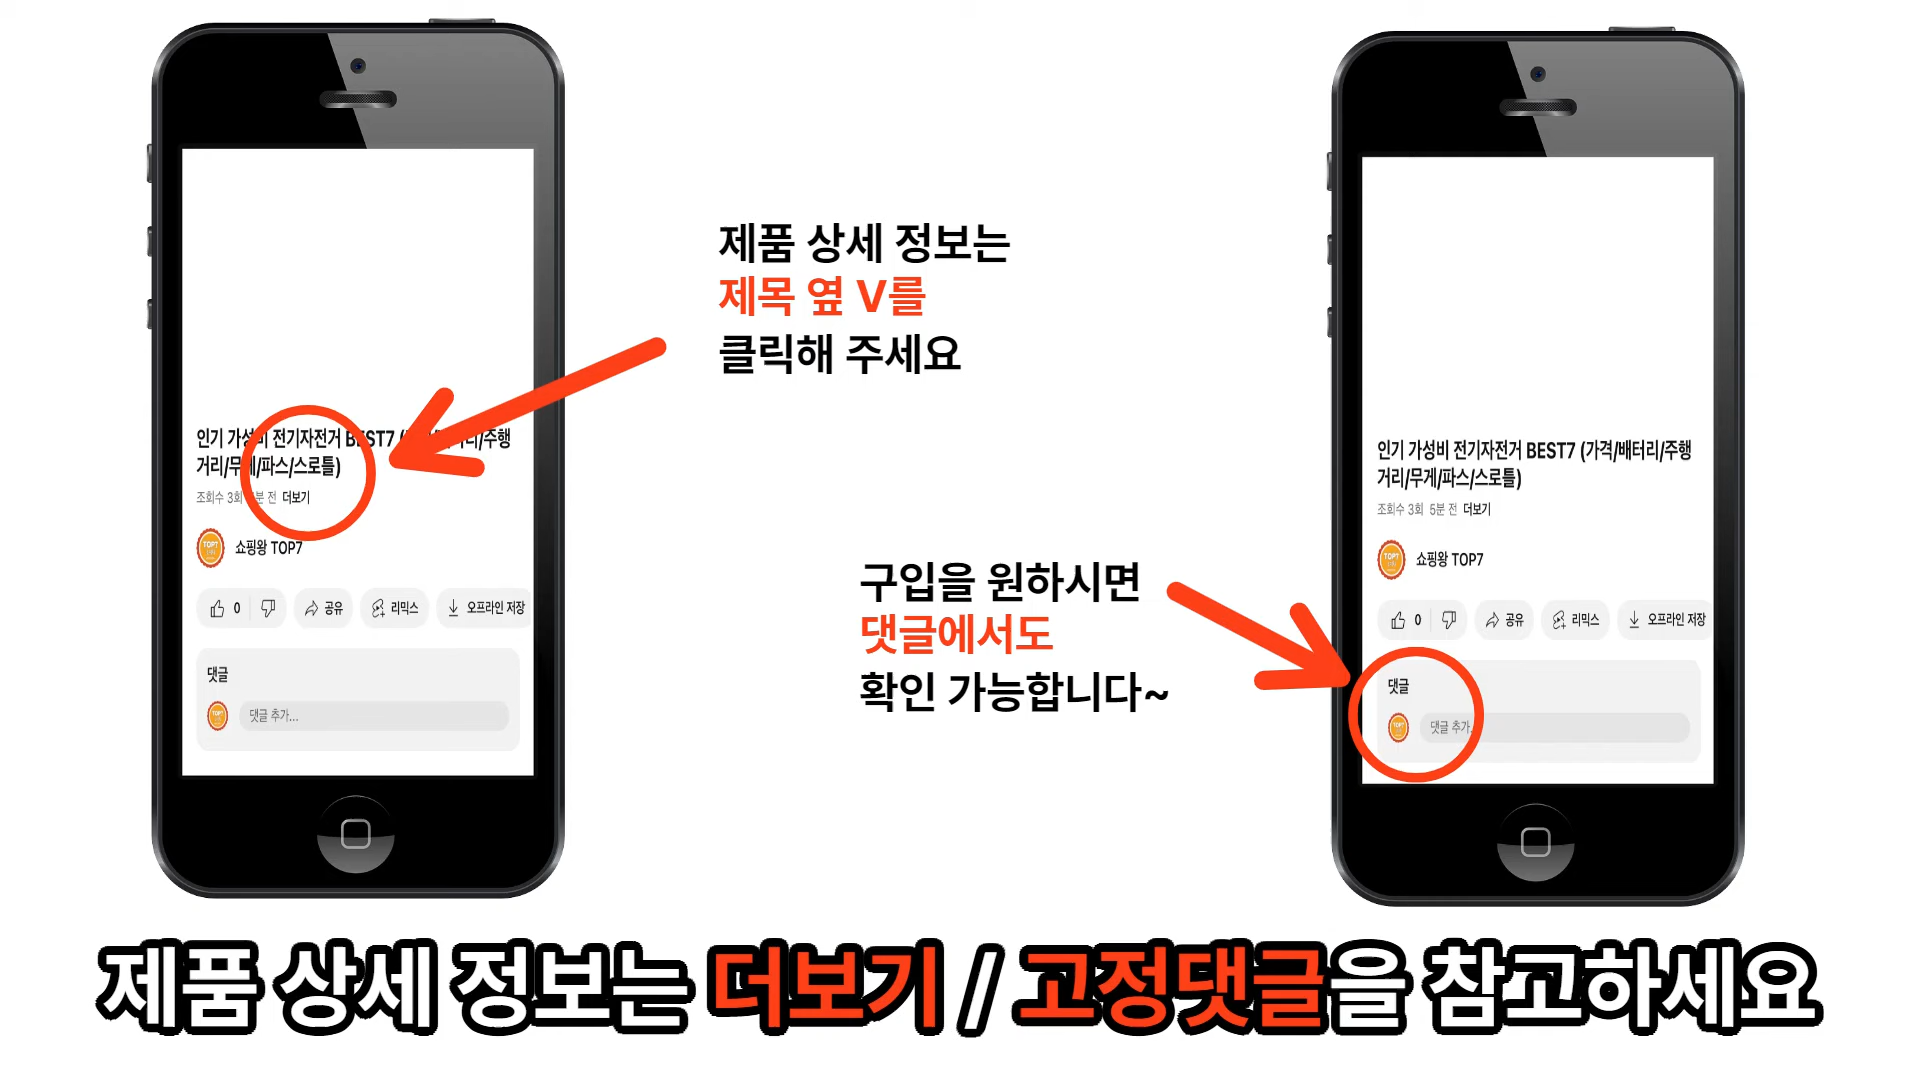 제품 상세 정보는
제목 옆 V를
클릭해 주세요
인기 가성비 전기자전거 BEST7 (
리/주행
거리/무게/파스/스로틀)
조회수 3회
분 전 더보기
TOP7
쇼핑왕 TOP7
0
공유
리믹스
오프라인 저장
댓글
TOP7
댓글 추가...
구입을 원하시면
댓글에서도
확인 가능합니다~
인기 가성비 전기자전거 BEST7 (가격/배터리/주행
거리/무게/파스/스로틀)
조회수 3회 5분 전 더보기
TOP7
쇼핑왕 TOP7
0
공유
리믹스
오프라인 저장
댓글
TOP7
댓글 추가..
제품 상세 정보는 더보기 / 고정댓글을 참고하세요